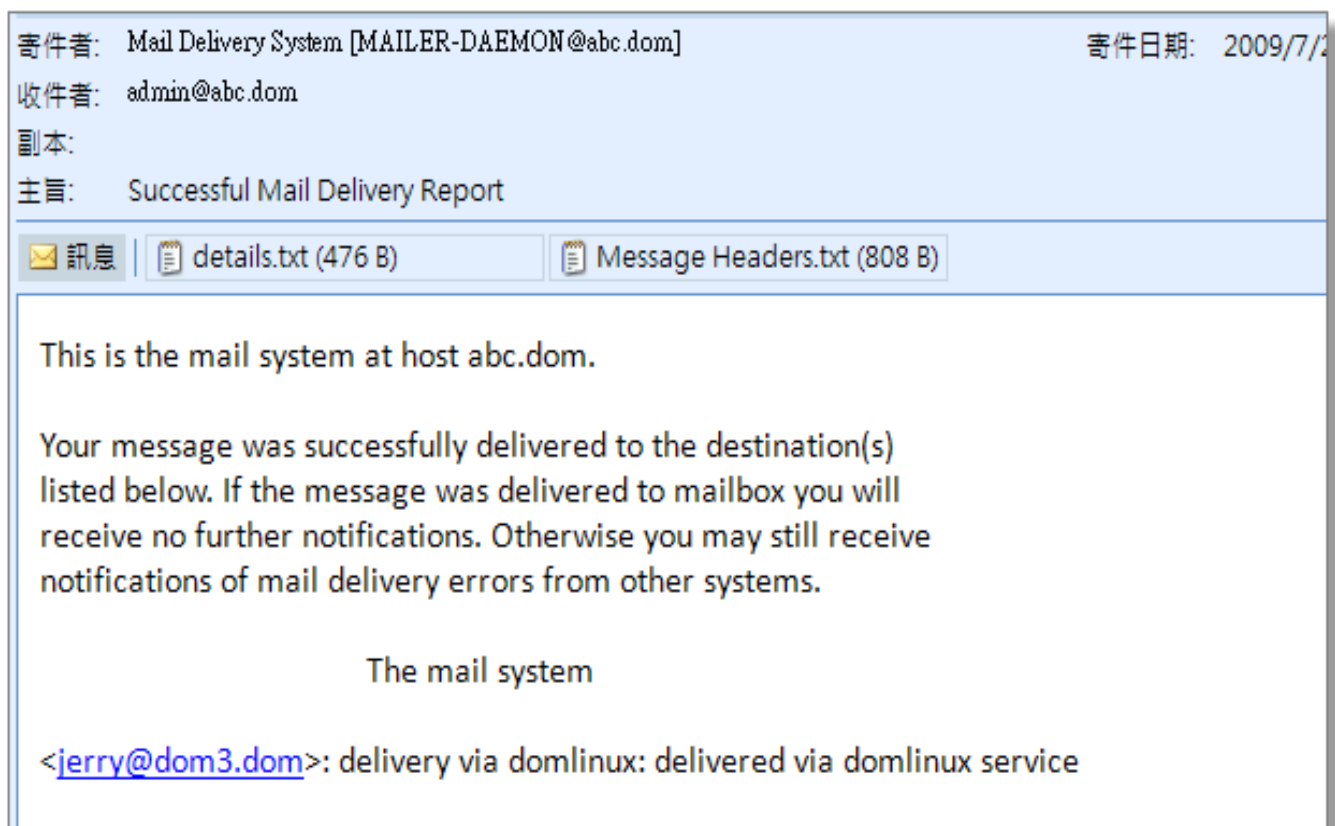 寄件者: Mail Delivery System [MAILER-DAEMON@abc.dom] 寄件日期: 2009/7/2
收件者: admin@abc.dom
副本:
主旨: Successful Mail Delivery Report
訊息 details.txt (476 B) Message Headers.txt (808 B)
This is the mail system at host abc.dom.
Your message was successfully delivered to the destination(s)
listed below. If the message was delivered to mailbox you will
receive no further notifications. Otherwise you may still receive
notifications of mail delivery errors from other systems.
The mail system
<jerry@dom3.dom>: delivery via domlinux: delivered via domlinux service